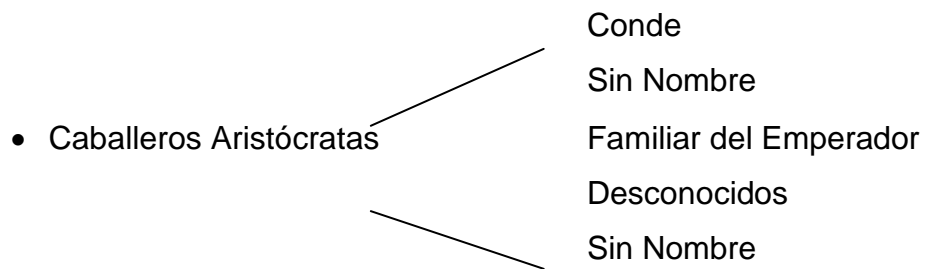 Conde
Sin Nombre
• Caballeros Aristócratas Familiar del Emperador
Desconocidos
Sin Nombre